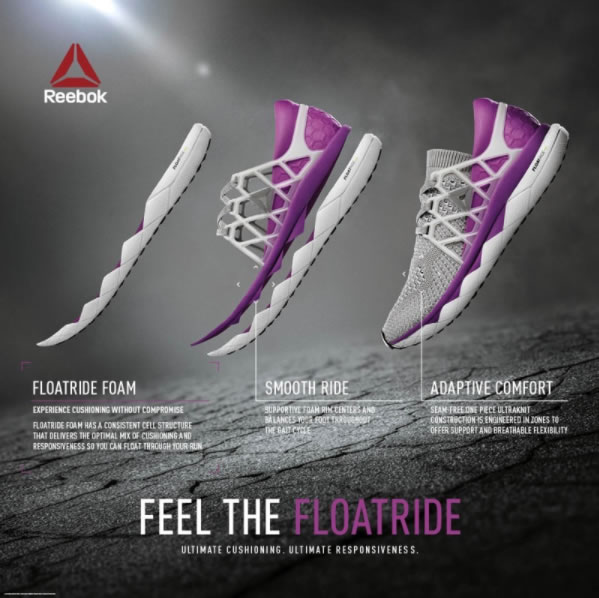 Reebok
FLOATRIDE FOAM
EXPERIENCE CUSHIONING WITHOUT COMPROMISE
FLOATRIDE FOAM HAS A CONSISTENT CELL STRUCTURE
THAT DELIVERS THE OPTIMAL MIX OF CUSHIONING AND
RESPONSIVENESS SO YOU CAN FLOAT THROUGH YOUR RUN
SMOOTH RIDE
SUPPORTIVE FOAM RIM CENTERS AND
BALANCES YOUR FOOT THROUGHOUT
THE GAIT CYCLE
ADAPTIVE COMFORT
SEAM FREE ONE PIECE ULTRAKNIT
CONSTRUCTION IS ENGINEERED IN ZONES TO
OFFER SUPPORT AND BREATHABLE FLEXIBILITY
FEEL THE FLOATRIDE
ULTIMATE CUSHIONING. ULTIMATE RESPONSIVENESS.